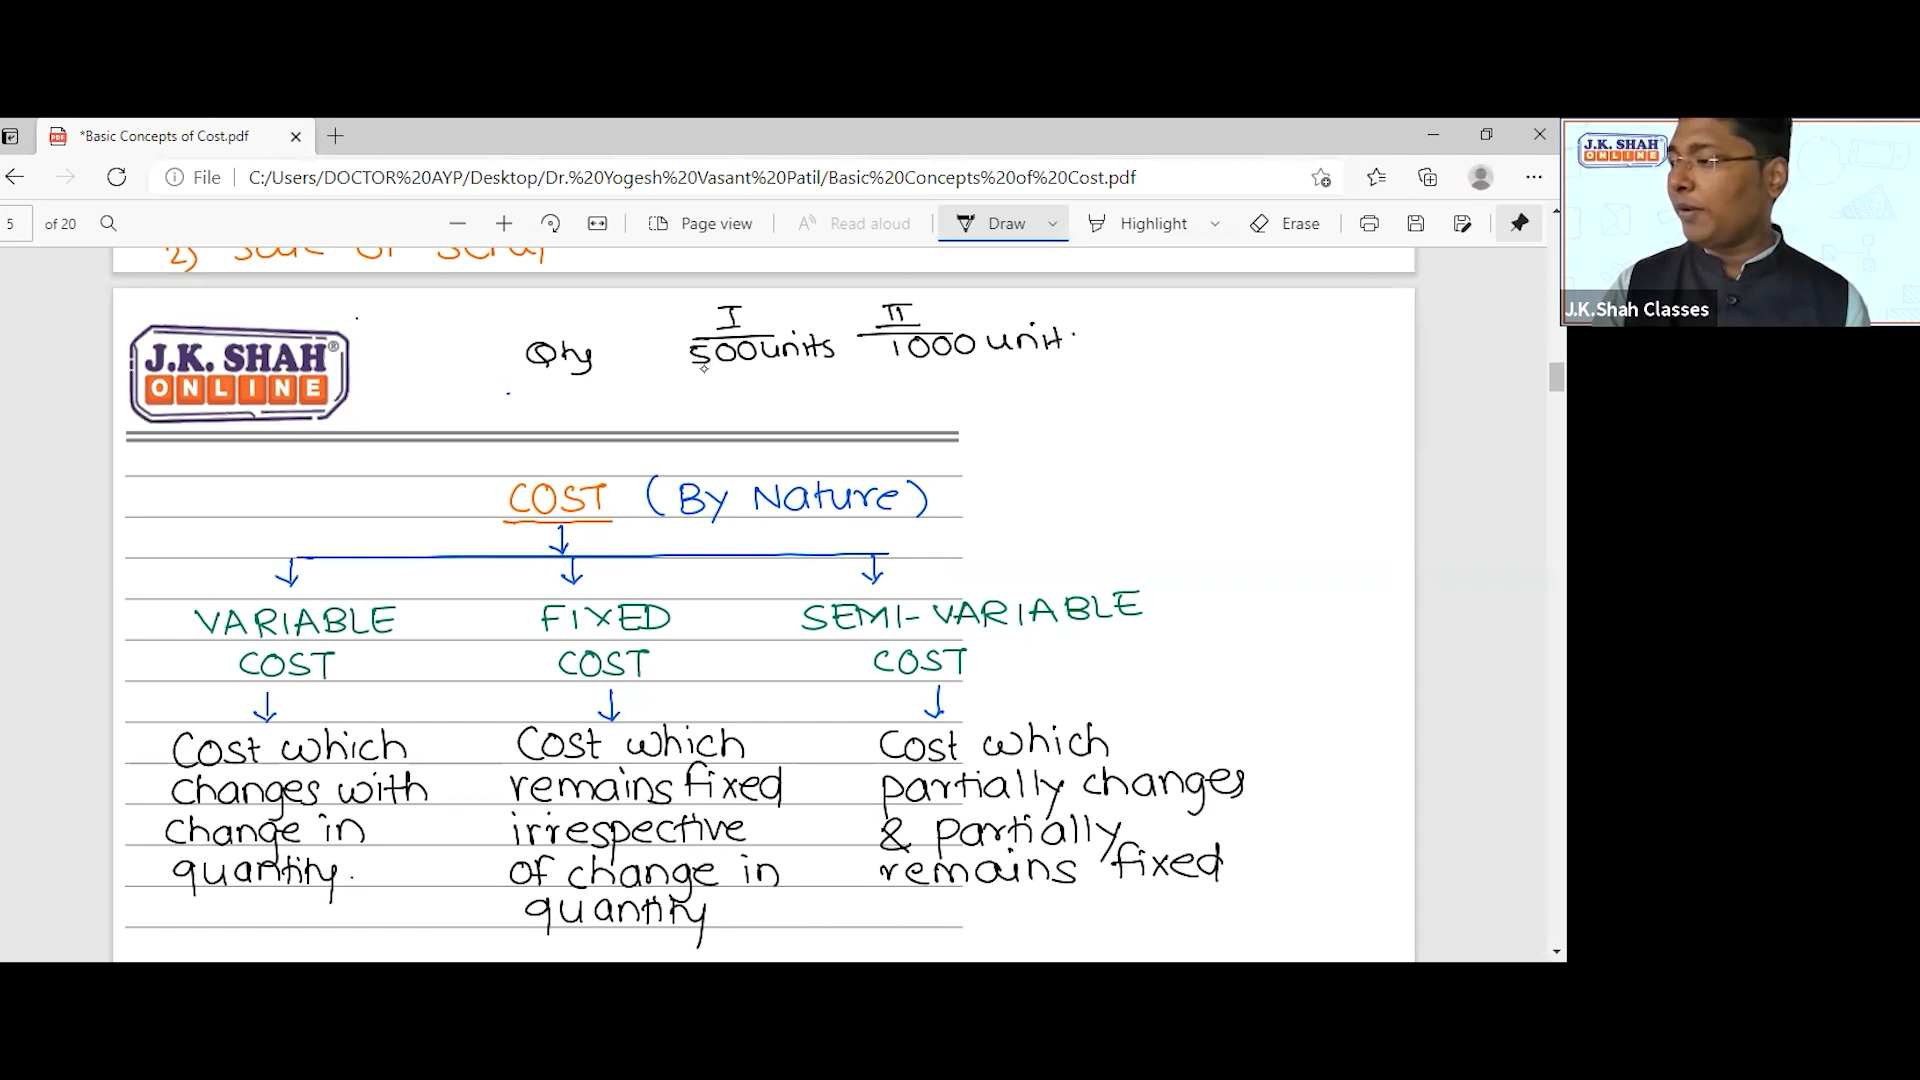 *Basic Concepts of Cost.pdf
File C:/Users/DOCTOR%20AYP/Desktop/Dr.%20Yogesh%20Vasant%20Patil/Basic%20Concepts%20of%20Cost.pdf
5 of 20 Page view Read aloud Draw Highlight Erase
J.K. SHAH
ONLINE
J.K.Shah Classes
2)
I II
Qty 500 units 1000 unit.
J.K. SHAH®
ONLINE
COST (By Nature)
VARIABLE FIXED SEMI-VARIABLE
COST COST COST
Cost which Cost which Cost which
changes with remains fixed partially changes
change in irrespective & partially
quantity. of change in remains fixed
quantity